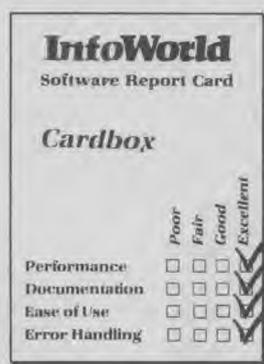 InfoWorld
Software Report Card
Cardbox
Poor Fair Good Excellent
Performance
Documentation
Ease of Use
Error Handling